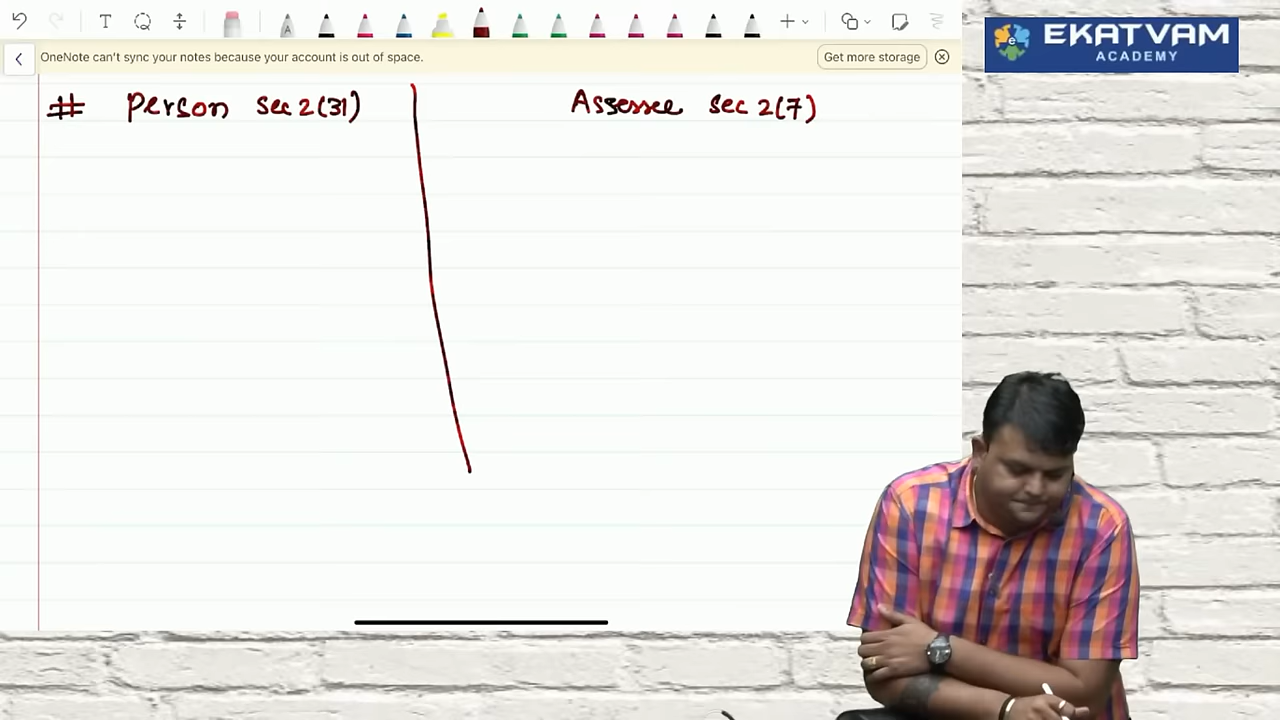 OneNote can't sync your notes because your account is out of space.
Get more storage
# Person sec 2(31)
Assessee sec 2(7)
EKATVAM
ACADEMY